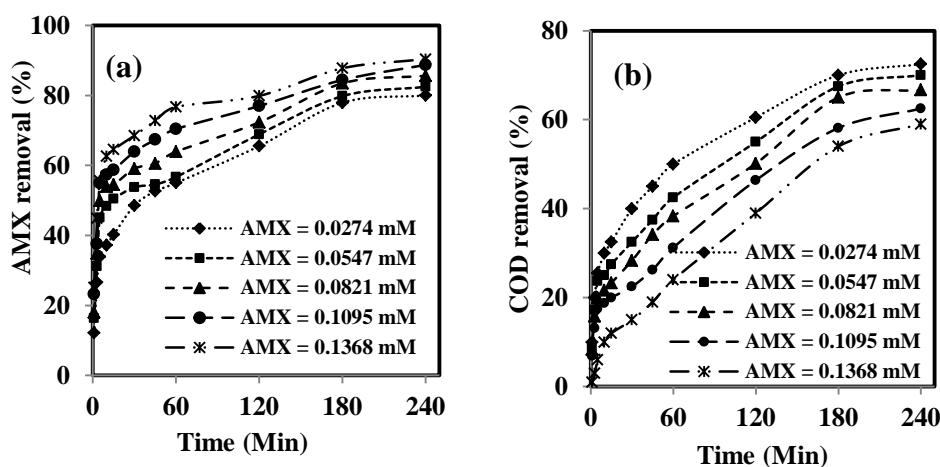 (a)
AMX removal (%)
100
80
60
40
20
0
AMX = 0.0274 mM
AMX = 0.0547 mM
AMX = 0.0821 mM
AMX = 0.1095 mM
AMX = 0.1368 mM
0 60 120 180 240
Time (Min)
(b)
COD removal (%)
80
60
40
20
0
AMX = 0.0274 mM
AMX = 0.0547 mM
AMX = 0.0821 mM
AMX = 0.1095 mM
AMX = 0.1368 mM
0 60 120 180 240
Time (Min)